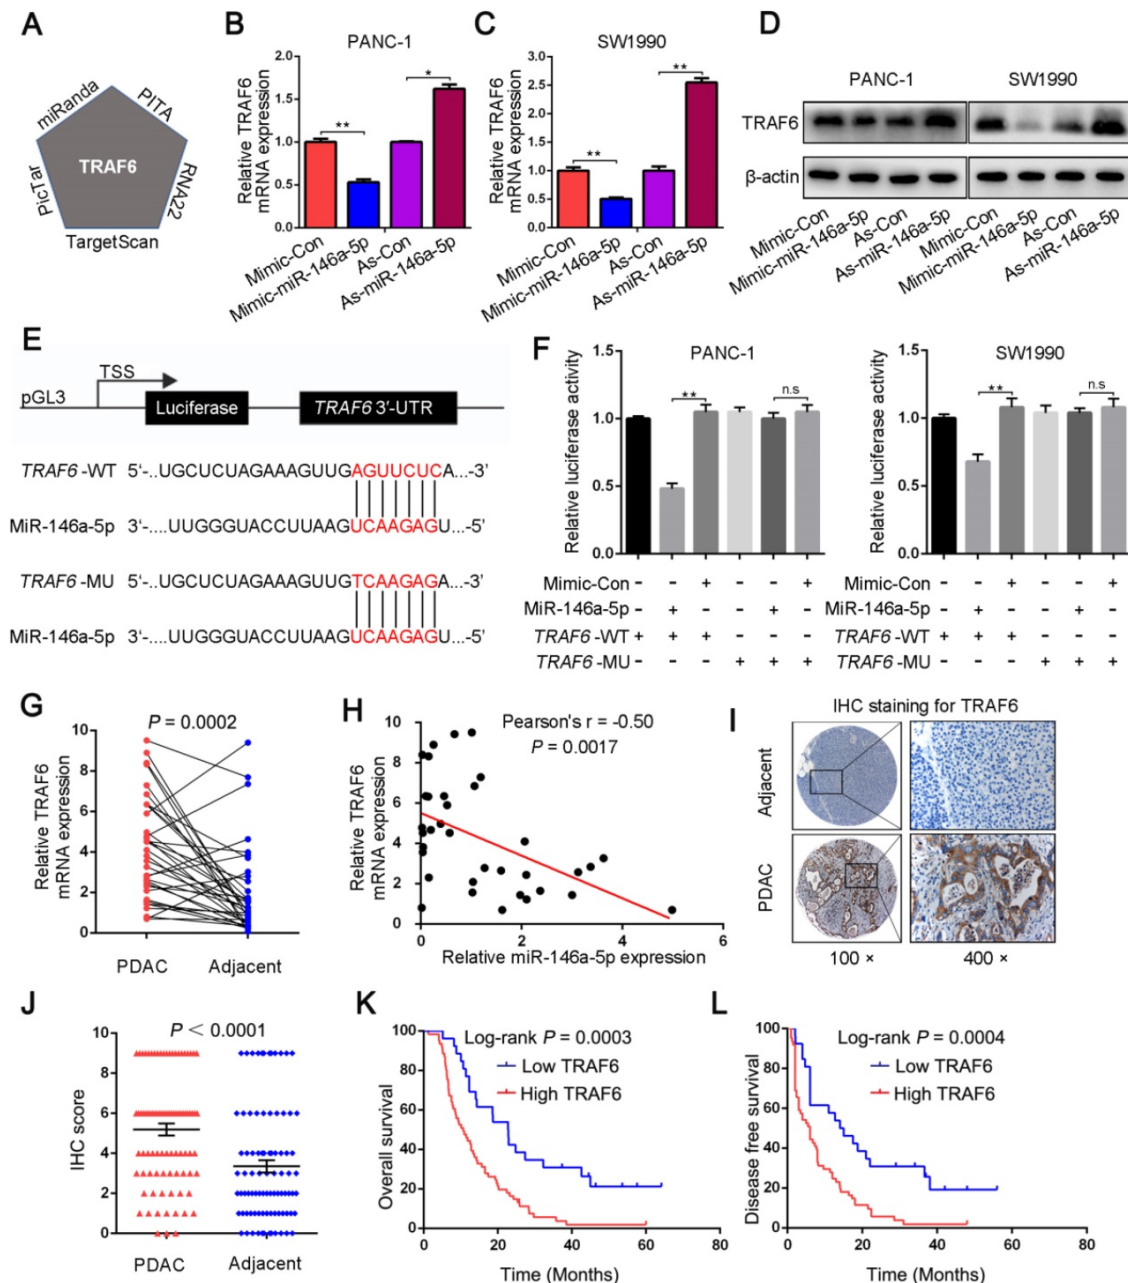 A
miRanda
PITA
PicTar
RNA22
TargetScan
TRAF6
B
PANC-1
Relative TRAF6
mRNA expression
2.0
1.5
1.0
0.5
0.0
**
*
Mimic-Con
Mimic-miR-146a-5p
As-Con
As-miR-146a-5p
C
SW1990
Relative TRAF6
mRNA expression
3.0
2.5
2.0
1.5
1.0
0.5
0.0
**
**
Mimic-Con
Mimic-miR-146a-5p
As-Con
As-miR-146a-5p
D
PANC-1 SW1990
TRAF6
β-actin
Mimic-Con
Mimic-miR-146a-5p
As-Con
As-miR-146a-5p
Mimic-Con
Mimic-miR-146a-5p
As-Con
As-miR-146a-5p
E
TSS
pGL3
Luciferase
TRAF6 3'-UTR
TRAF6 -WT 5'-..UGCUCUAGAAAGUUGAGUUCUCA...-3'
MiR-146a-5p 3'-....UUGGGUACCUUAAGUCAAGAGU...-5'
TRAF6 -MU 5'-..UGCUCUAGAAAGUUGTCAAGAGA...-3'
MiR-146a-5p 3'-....UUGGGUACCUUAAGUCAAGAGU...-5'
F
PANC-1
Relative luciferase activity
1.5
1.0
0.5
0.0
**
n.s
Mimic-Con - - + - - +
MiR-146a-5p - + - - + -
TRAF6 -WT + + + - - -
TRAF6 -MU - - - + + +
SW1990
Relative luciferase activity
1.5
1.0
0.5
0.0
**
n.s
Mimic-Con - - + - - +
MiR-146a-5p - + - - + -
TRAF6 -WT + + + - - -
TRAF6 -MU - - - + + +
G
P = 0.0002
Relative TRAF6
mRNA expression
10
8
6
4
2
0
PDAC Adjacent
H
Pearson's r = -0.50
P = 0.0017
Relative TRAF6
mRNA expression
10
8
6
4
2
0
0 2 4 6
Relative miR-146a-5p expression
I
IHC staining for TRAF6
Adjacent
PDAC
100 × 400 ×
J
P < 0.0001
IHC score
10
8
6
4
2
0
PDAC Adjacent
K
Log-rank P = 0.0003
Low TRAF6
High TRAF6
Overall survival
100
80
60
40
20
0
0 20 40 60 80
Time (Months)
L
Log-rank P = 0.0004
Low TRAF6
High TRAF6
Disease free survival
100
80
60
40
20
0
0 20 40 60 80
Time (Months)